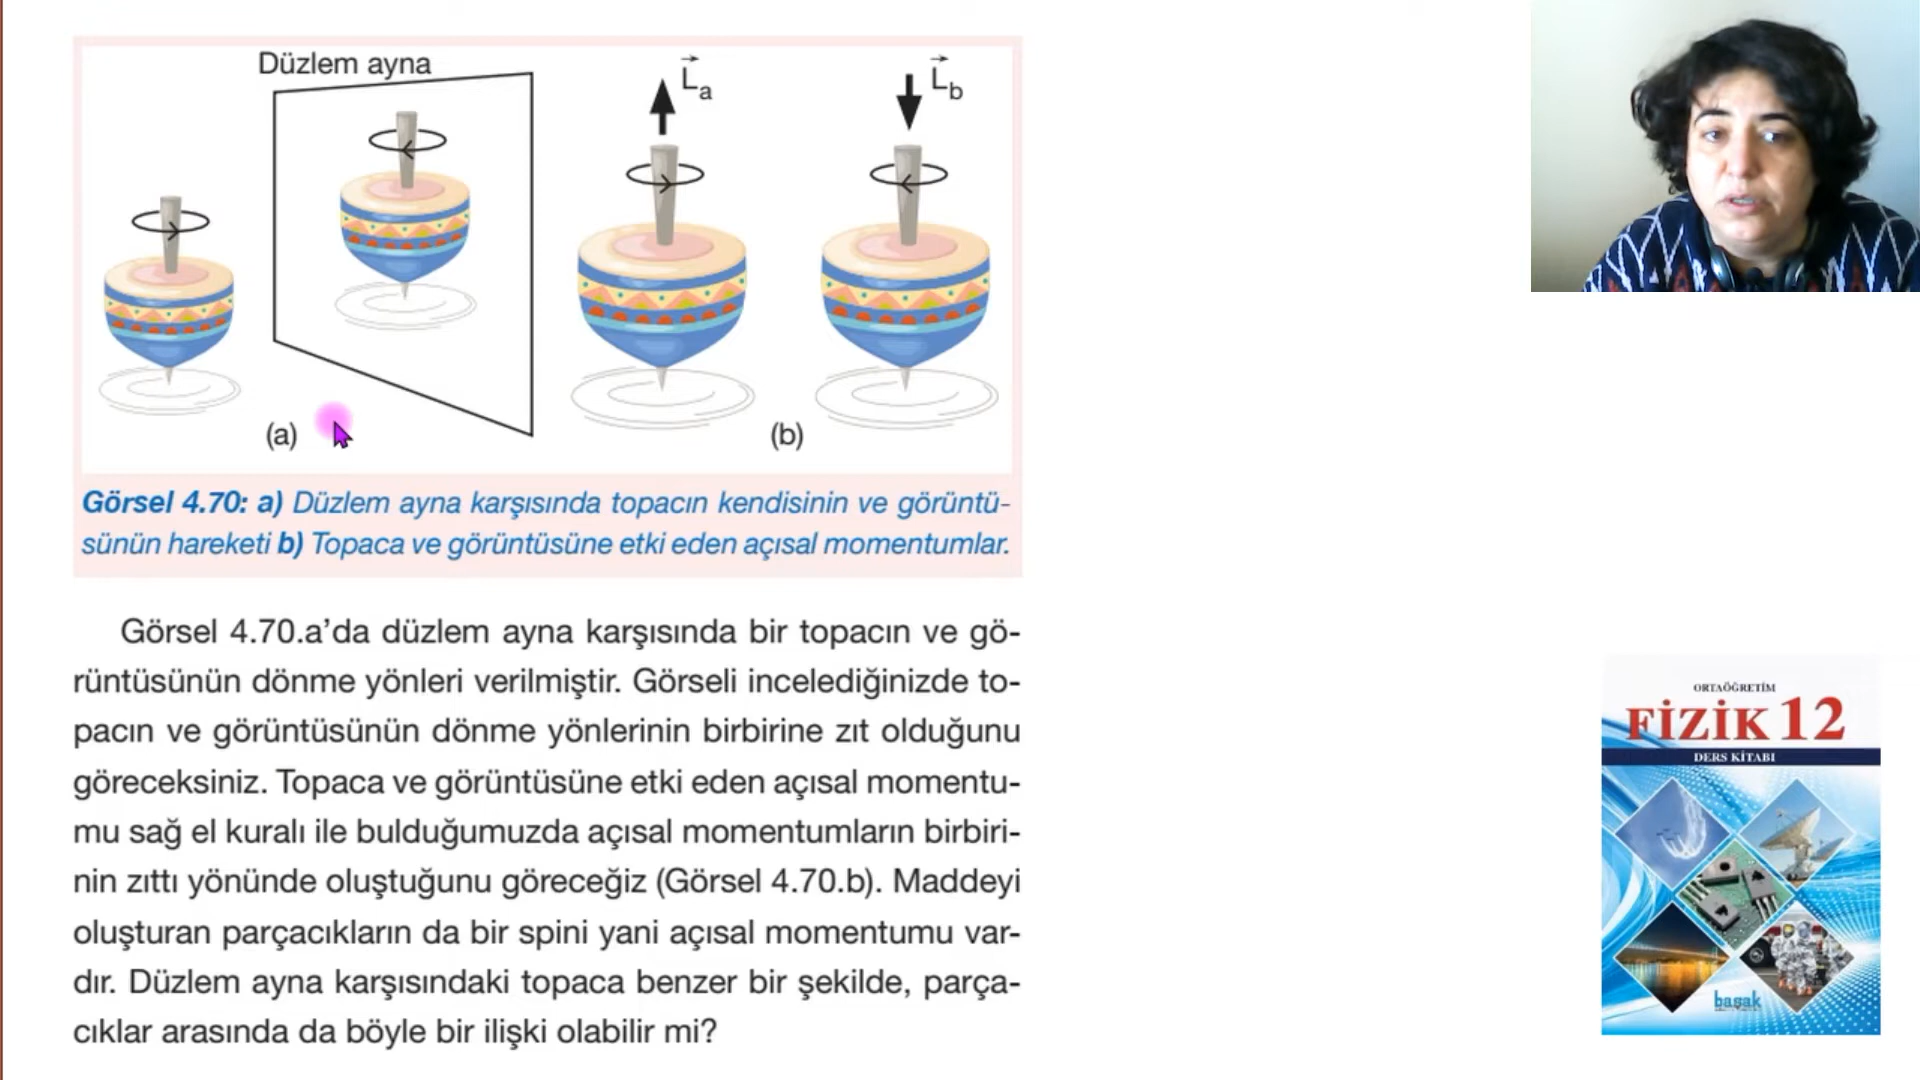 Düzlem ayna
L_a
L_b
(a)
(b)
Görsel 4.70: a) Düzlem ayna karşısında topacın kendisinin ve görüntü-
sünün hareketi b) Topaca ve görüntüsüne etki eden açısal momentumlar.
Görsel 4.70.a’da düzlem ayna karşısında bir topacın ve gö-
rüntüsünün dönme yönleri verilmiştir. Görseli incelediğinizde to-
pacın ve görüntüsünün dönme yönlerinin birbirine zıt olduğunu
göreceksiniz. Topaca ve görüntüsüne etki eden açısal momentu-
mu sağ el kuralı ile bulduğumuzda açısal momentumların birbiri-
nin zıttı yönünde oluştuğunu göreceğiz (Görsel 4.70.b). Maddeyi
oluşturan parçacıkların da bir spini yani açısal momentumu var-
dır. Düzlem ayna karşısındaki topaca benzer bir şekilde, parça-
cıklar arasında da böyle bir ilişki olabilir mi?
ORTAÖĞRETİM
FİZİK 12
DERS KİTABI
başak